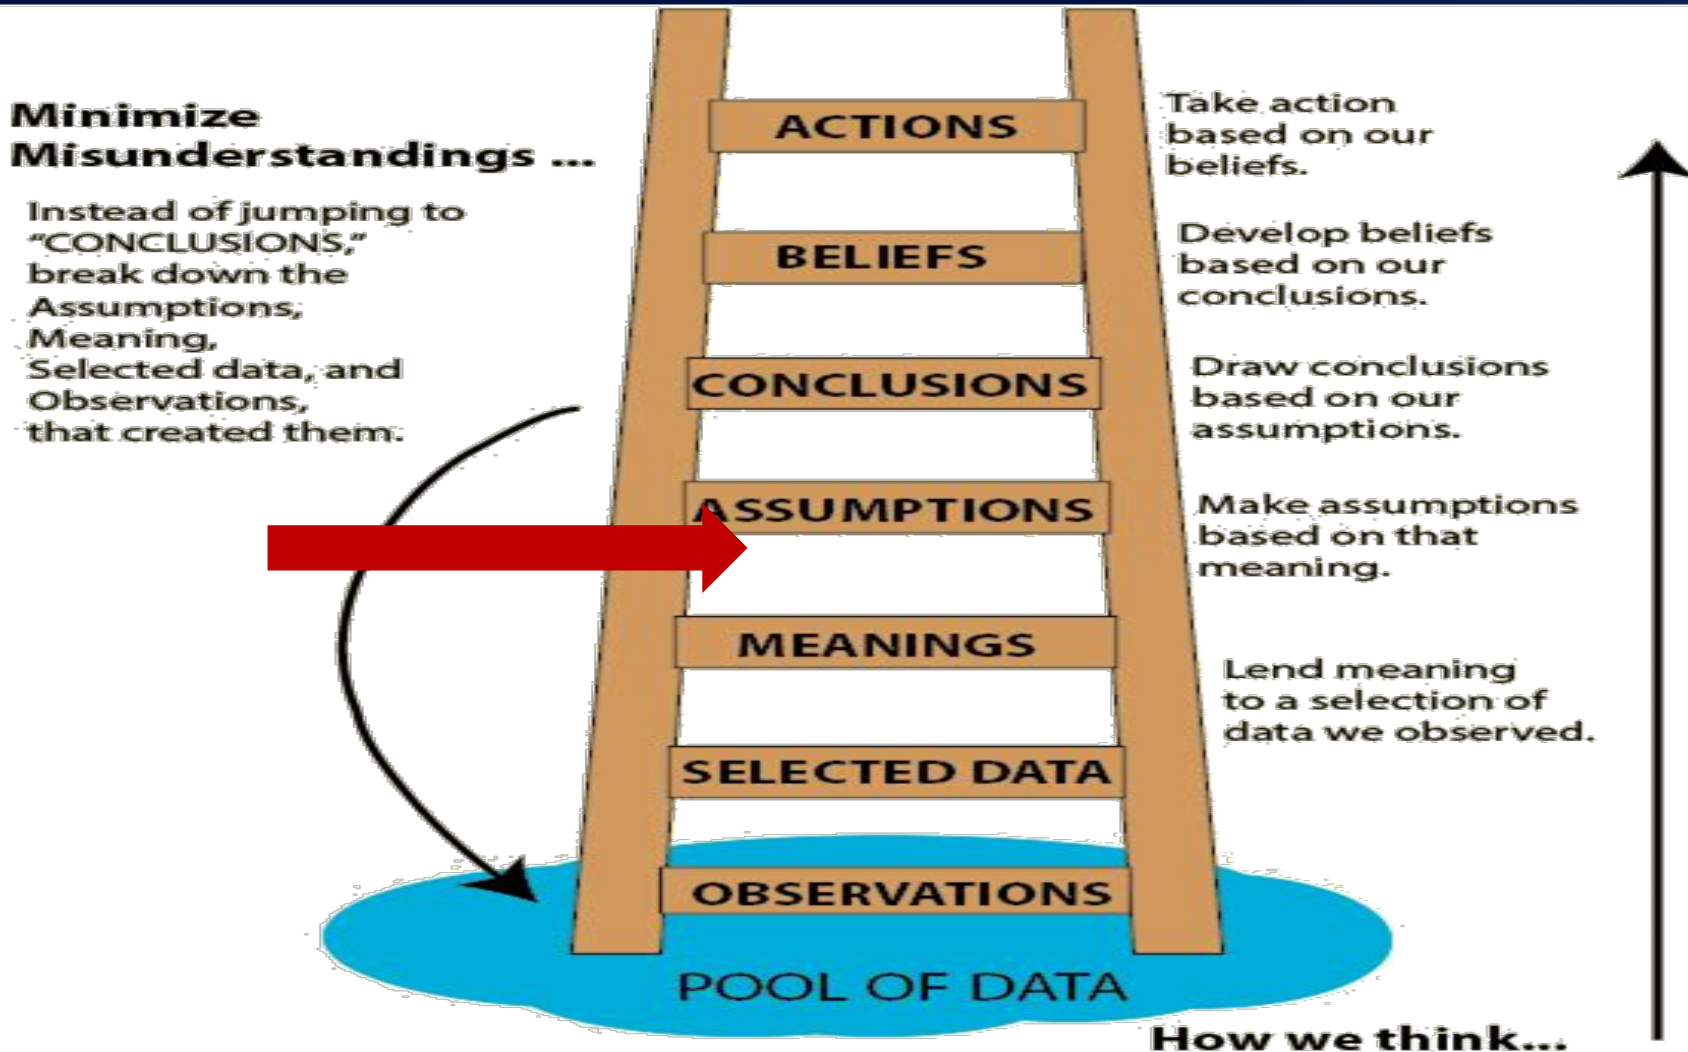 Minimize
Misunderstandings ...
Instead of jumping to
“CONCLUSIONS,”
break down the
Assumptions,
Meaning,
Selected data, and
Observations,
that created them.
ACTIONS
BELIEFS
CONCLUSIONS
ASSUMPTIONS
MEANINGS
SELECTED DATA
OBSERVATIONS
POOL OF DATA
Take action
based on our
beliefs.
Develop beliefs
based on our
conclusions.
Draw conclusions
based on our
assumptions.
Make assumptions
based on that
meaning.
Lend meaning
to a selection of
data we observed.
How we think...